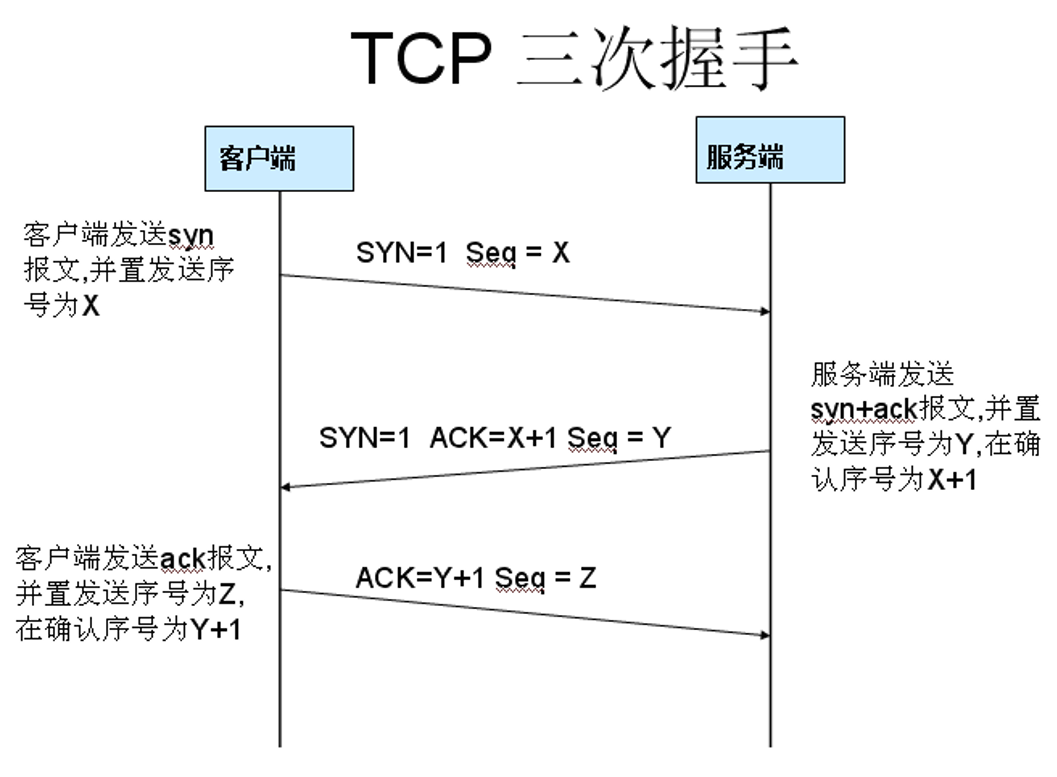 TCP 三次握手
客户端
服务端
客户端发送syn
报文,并置发送序
号为X
SYN=1 Seq = X
服务端发送
syn+ack报文,并置
发送序号为Y,在确
认序号为X+1
SYN=1 ACK=X+1 Seq = Y
客户端发送ack报文,
并置发送序号为Z,
在确认序号为Y+1
ACK=Y+1 Seq = Z